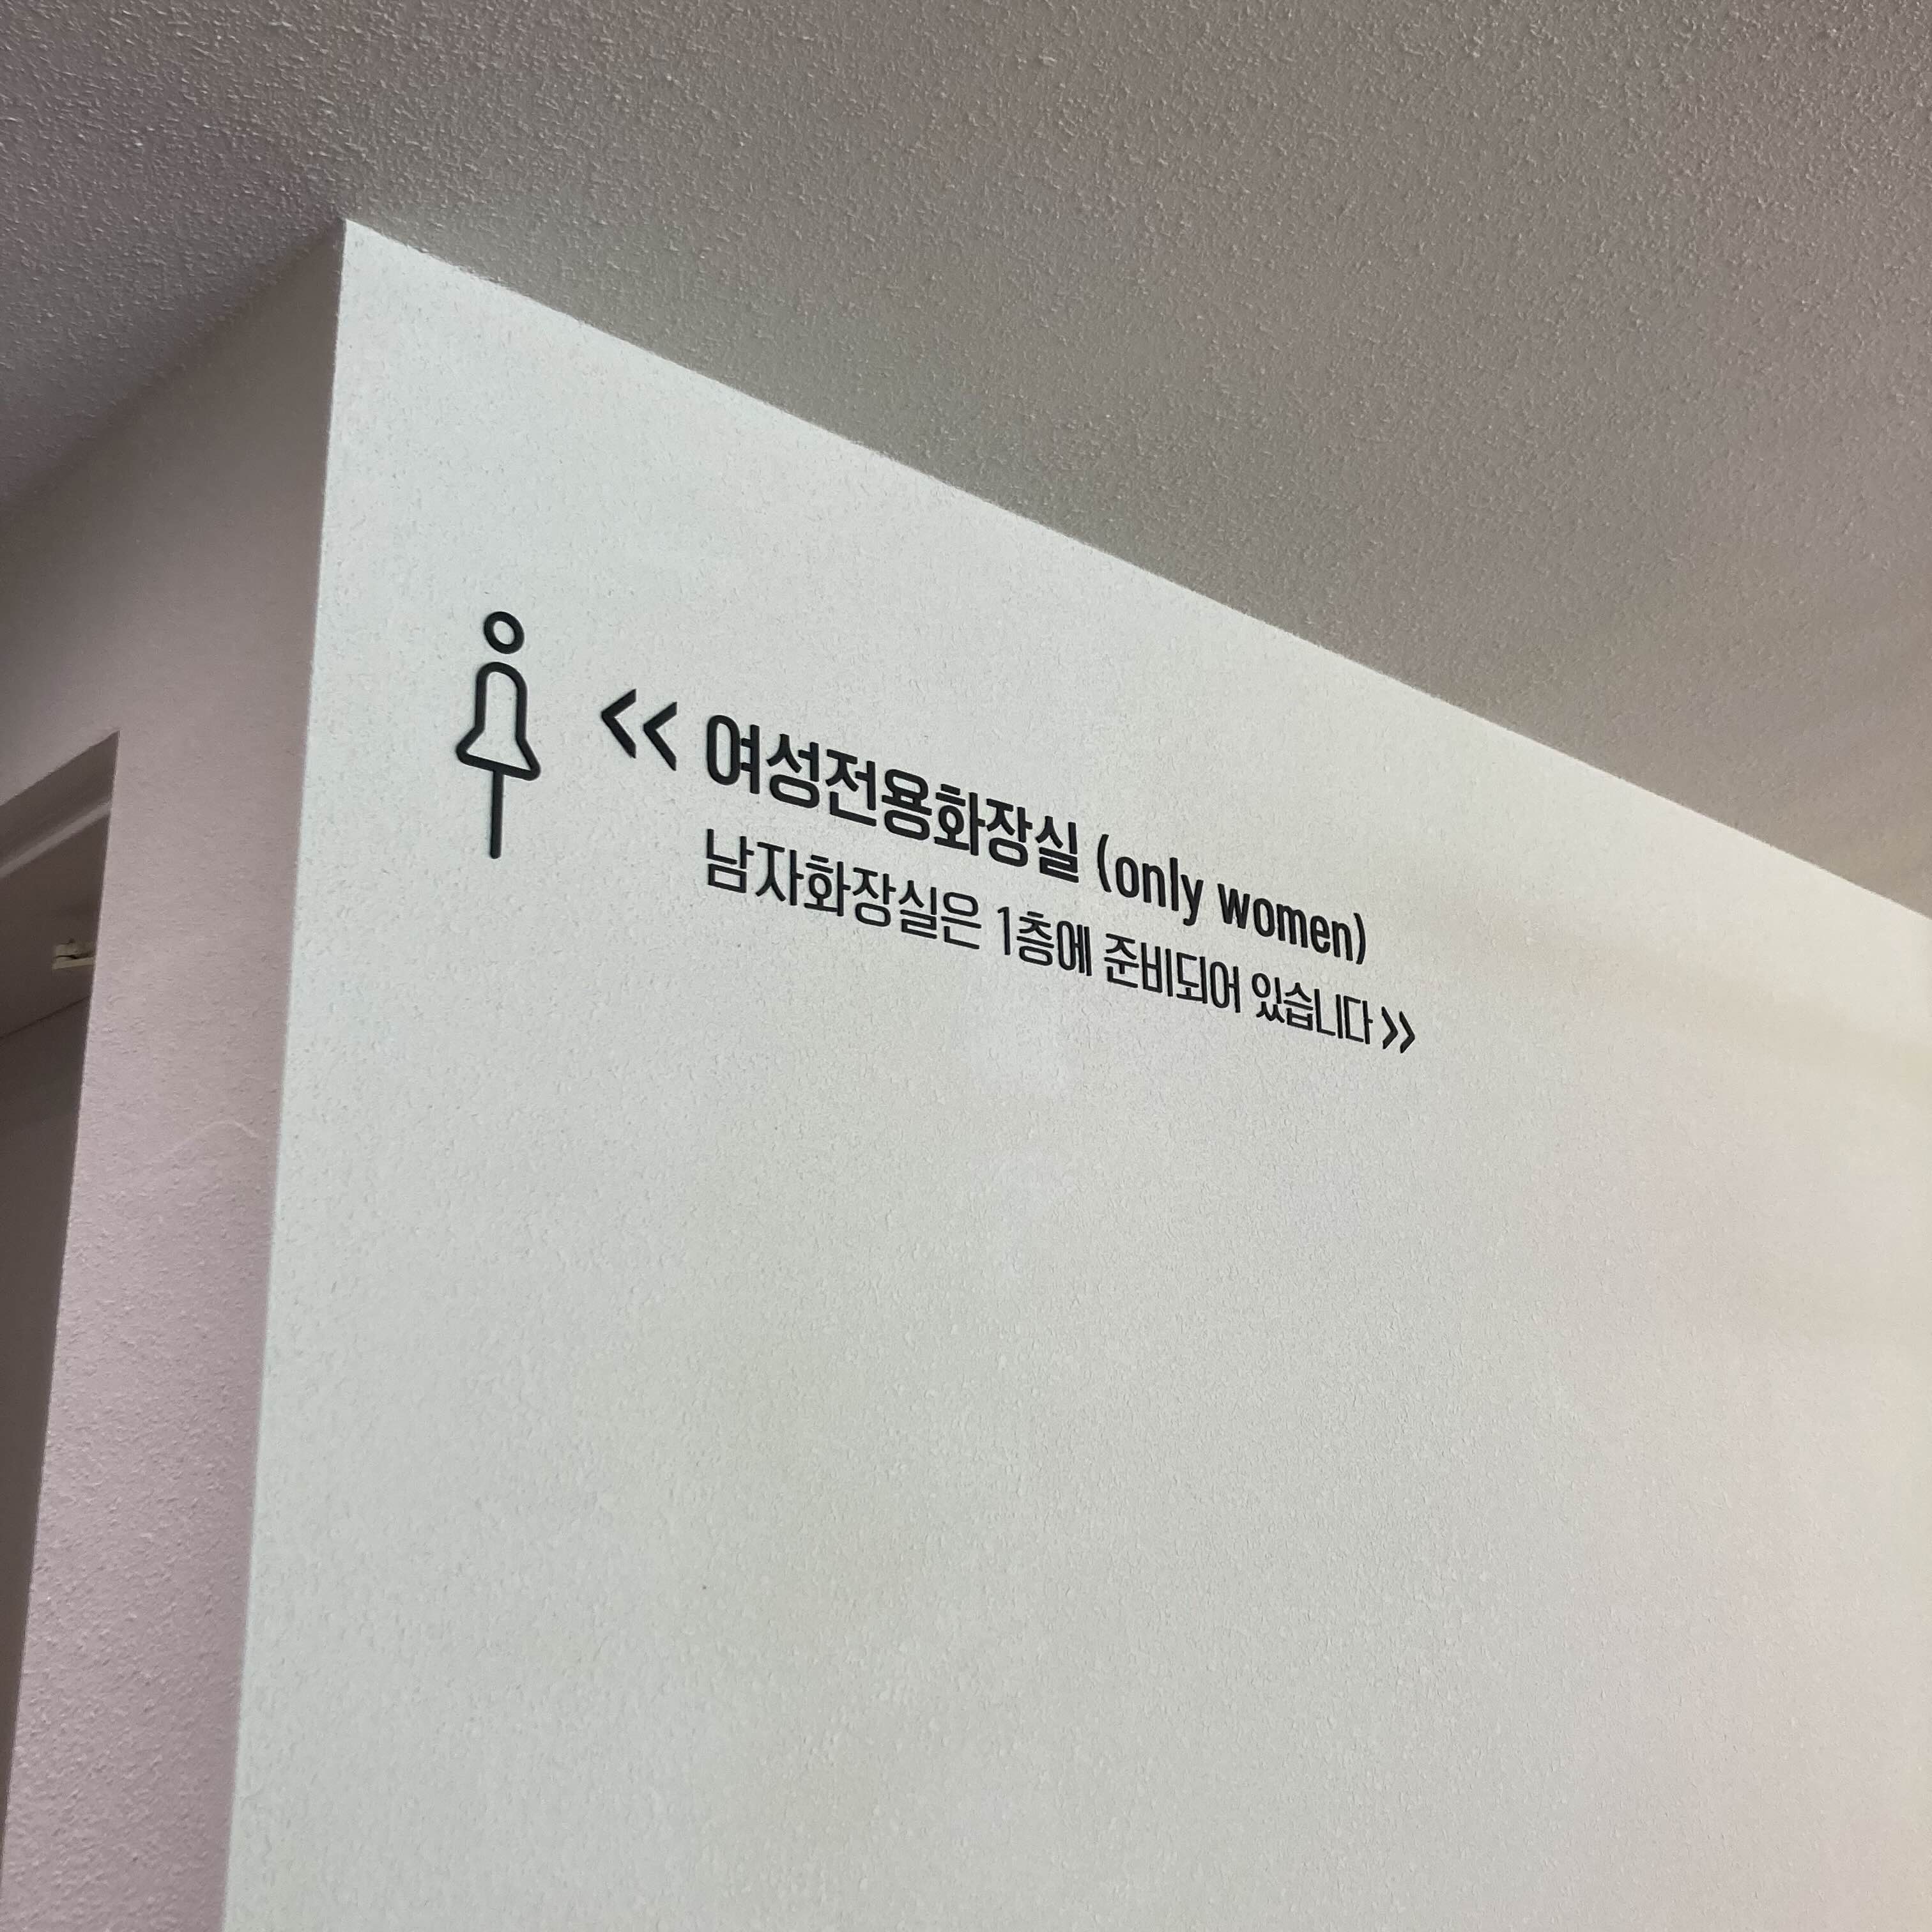 << 여성전용화장실 (only women)
남자화장실은 1층에 준비되어 있습니다 >>